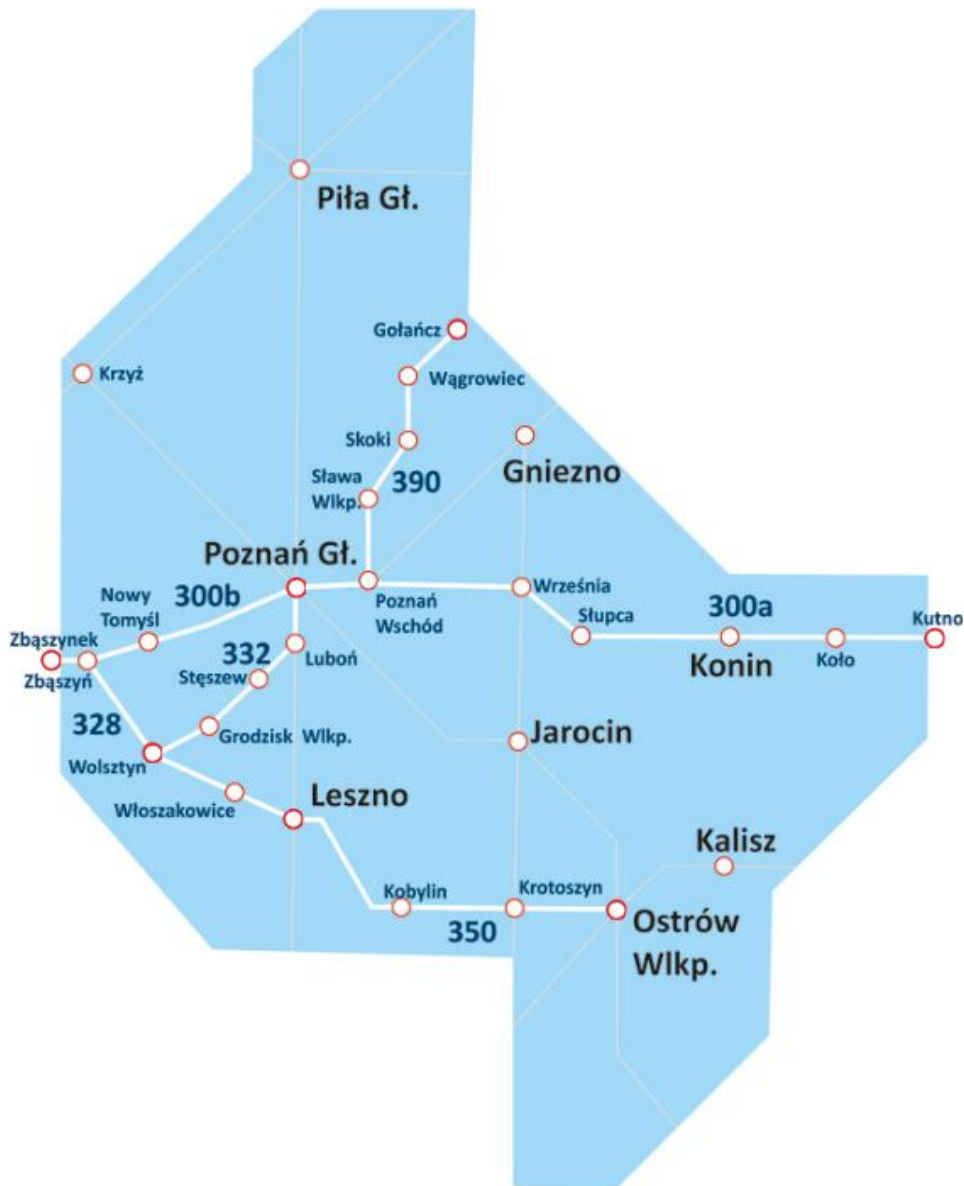 Piła Gł.
Gołańcz
Krzyż
Wągrowiec
Skoki
Gniezno
Sława
Wlkp.
390
Poznań Gł.
Nowy
Tomyśl
300b
Poznań
Wschód
Września
Słupca
300a
Kutno
Zbąszynek
Zbąszyń
332
Luboń
Stęszew
Konin
Koło
328
Grodzisk Wlkp.
Jarocin
Wolsztyn
Włoszakowice
Leszno
Kalisz
Kobylin
Krotoszyn
350
Ostrów
Wlkp.